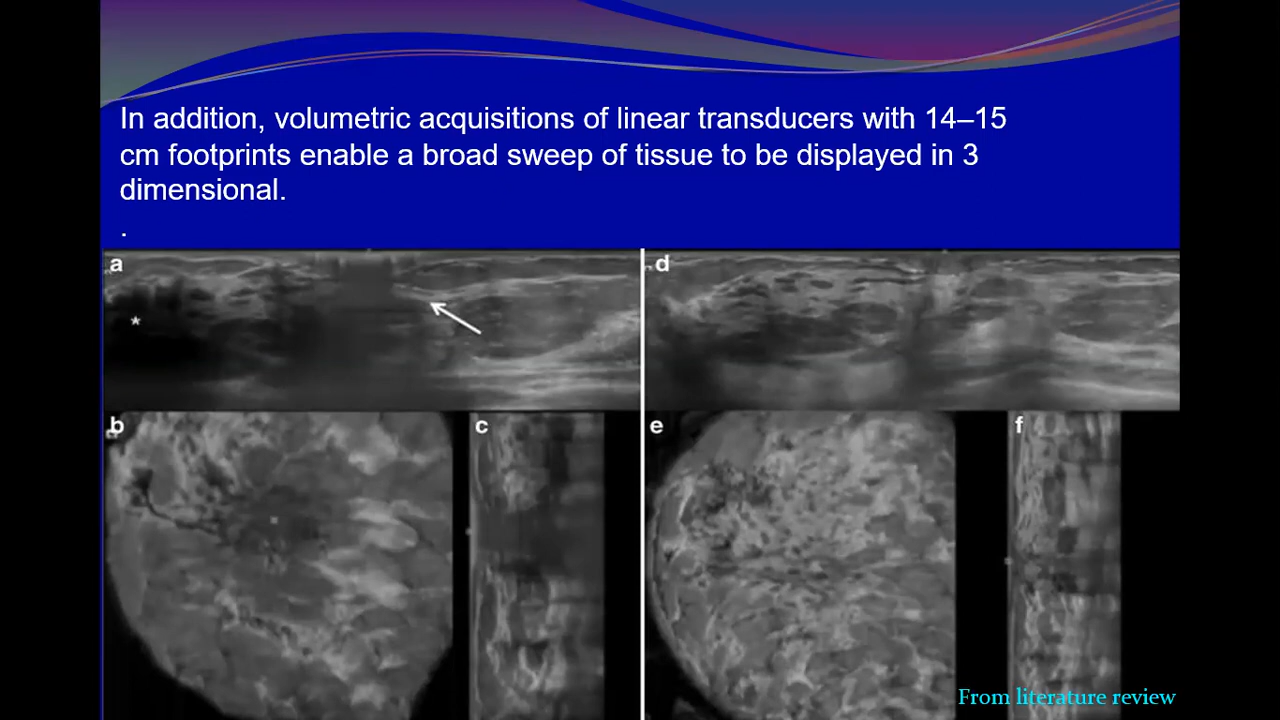 In addition, volumetric acquisitions of linear transducers with 14–15
cm footprints enable a broad sweep of tissue to be displayed in 3
dimensional.
.
a
d
*
b
c
e
f
From literature review